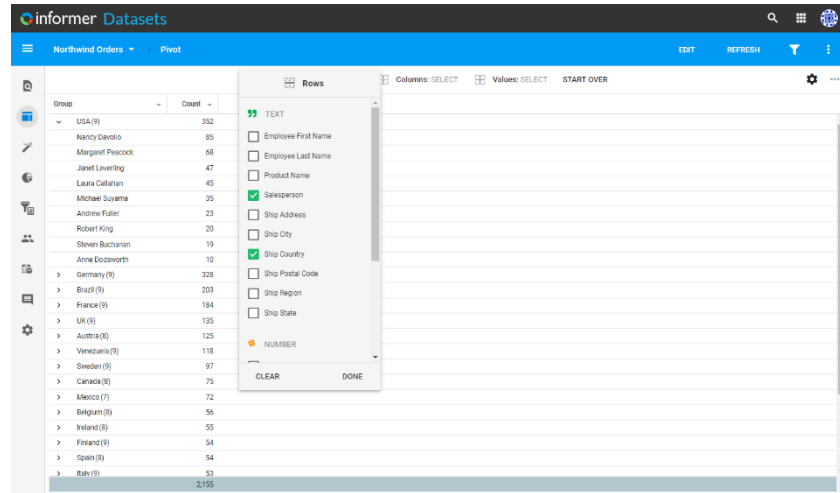 informer Datasets
Northwind Orders Pivot EDIT REFRESH
Rows Columns: SELECT Values: SELECT START OVER
Group Count
USA (9) 352
Nancy Davolio 85
Margaret Peacock 68
Janet Leverling 47
Laura Callahan 45
Michael Suyama 35
Andrew Fuller 23
Robert King 20
Steven Buchanan 19
Anne Dodsworth 10
Germany (9) 328
Brazil (9) 203
France (9) 184
UK (9) 135
Austria (8) 125
Venezuela (9) 118
Sweden (9) 97
Canada (8) 75
Mexico (7) 72
Belgium (8) 56
Ireland (8) 55
Finland (9) 54
Spain (8) 54
Italy (9) 53
2,155
TEXT
Employee First Name
Employee Last Name
Product Name
Salesperson
Ship Address
Ship City
Ship Country
Ship Postal Code
Ship Region
Ship State
NUMBER
CLEAR DONE